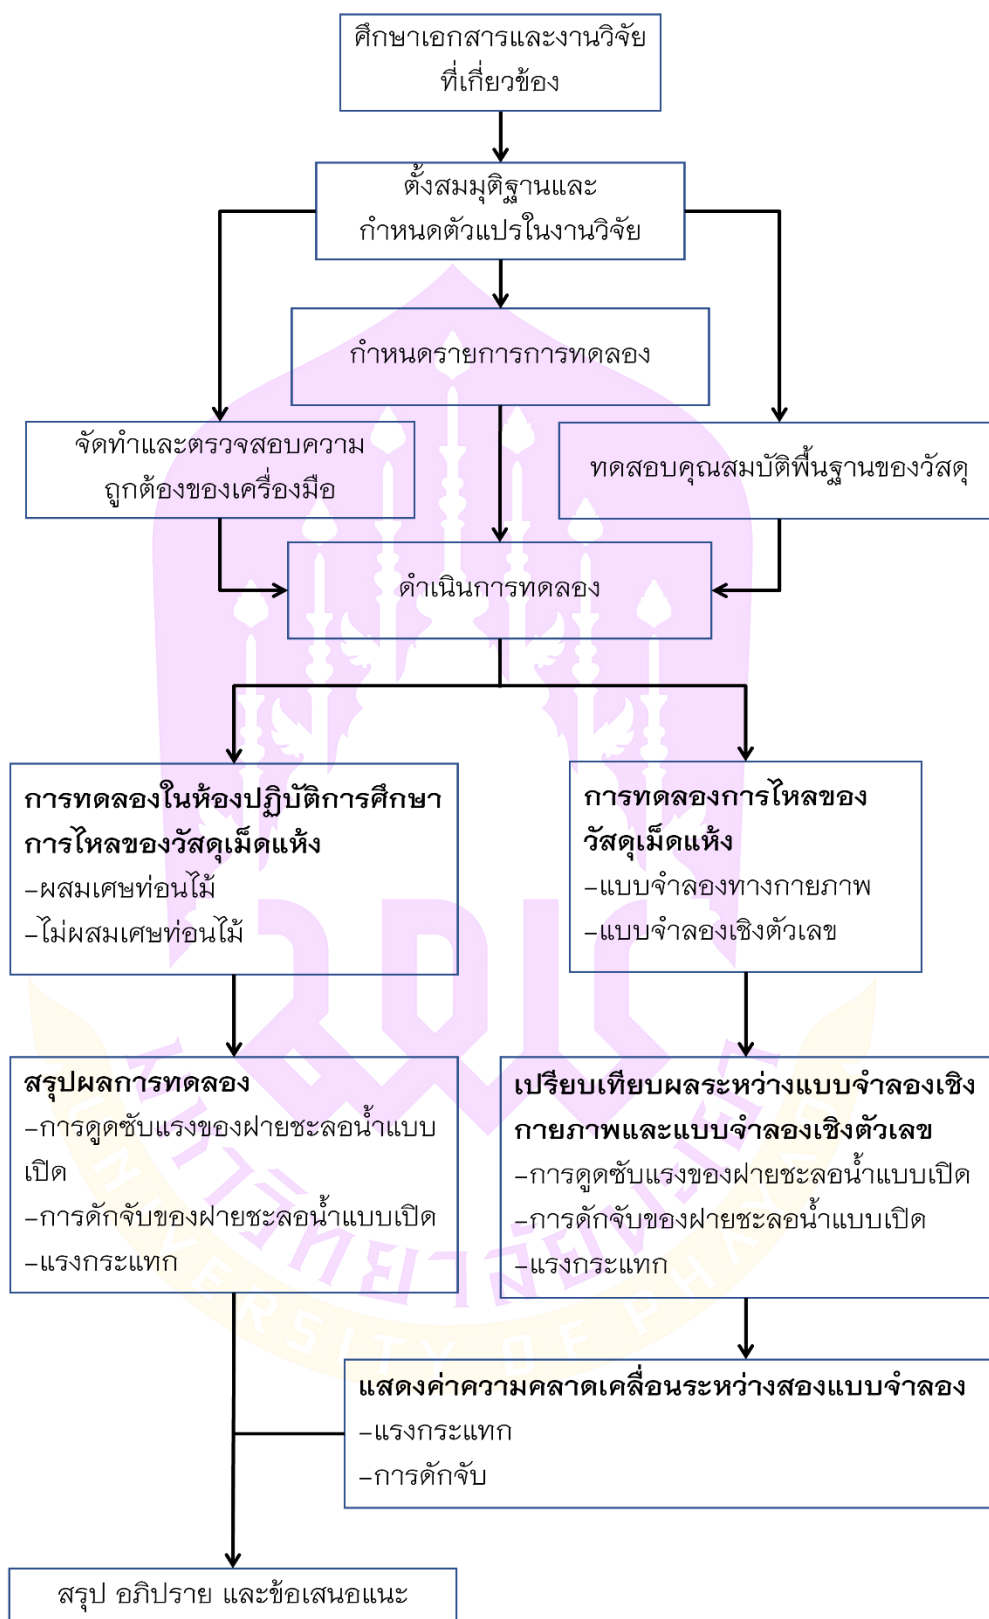 ศึกษาเอกสารและงานวิจัย
ที่เกี่ยวข้อง
ตั้งสมมุติฐานและ
กำหนดตัวแปรในงานวิจัย
กำหนดรายการการทดลอง
จัดทำและตรวจสอบความ
ถูกต้องของเครื่องมือ
ทดสอบคุณสมบัติพื้นฐานของวัสดุ
ดำเนินการทดลอง
การทดลองในห้องปฏิบัติการศึกษา
การไหลของวัสดุเม็ดแห้ง
-ผสมเศษท่อนไม้
-ไม่ผสมเศษท่อนไม้
การทดลองการไหลของ
วัสดุเม็ดแห้ง
-แบบจำลองทางกายภาพ
-แบบจำลองเชิงตัวเลข
สรุปผลการทดลอง
-การดูดซับแรงของฝายชะลอน้ำแบบ
เปิด
-การดักจับของฝายชะลอน้ำแบบเปิด
-แรงกระแทก
เปรียบเทียบผลระหว่างแบบจำลองเชิง
กายภาพและแบบจำลองเชิงตัวเลข
-การดูดซับแรงของฝายชะลอน้ำแบบเปิด
-การดักจับของฝายชะลอน้ำแบบเปิด
-แรงกระแทก
แสดงค่าความคลาดเคลื่อนระหว่างสองแบบจำลอง
-แรงกระแทก
-การดักจับ
สรุป อภิปราย และข้อเสนอแนะ
มหาวิทยาลัยพะเยา
UNIVERSITY OF PHAYAO